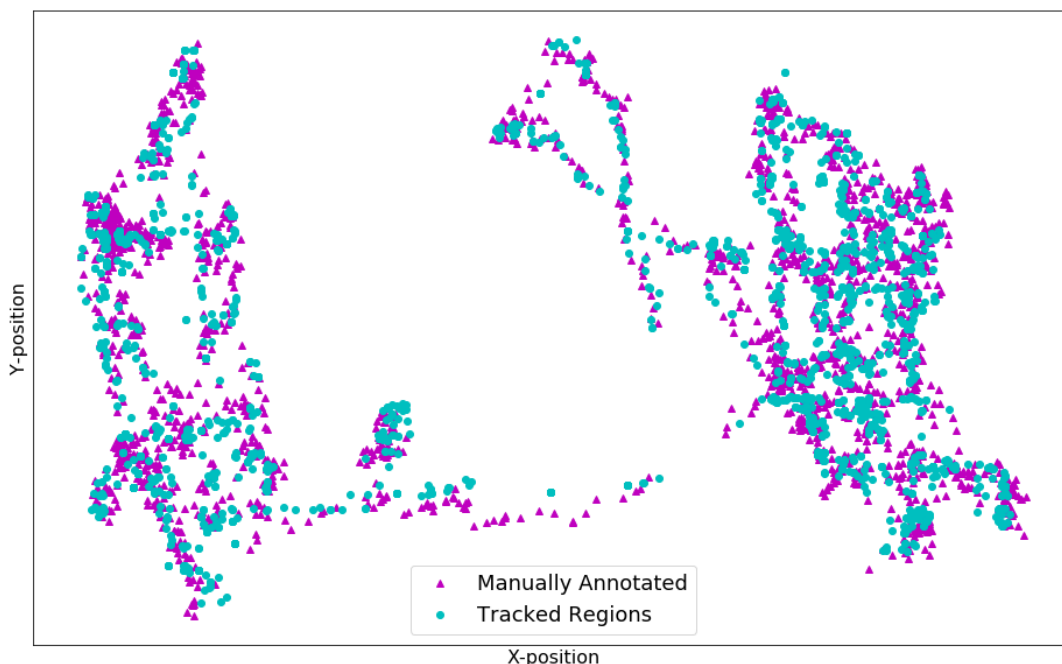 Y-position
Manually Annotated
Tracked Regions
X-position